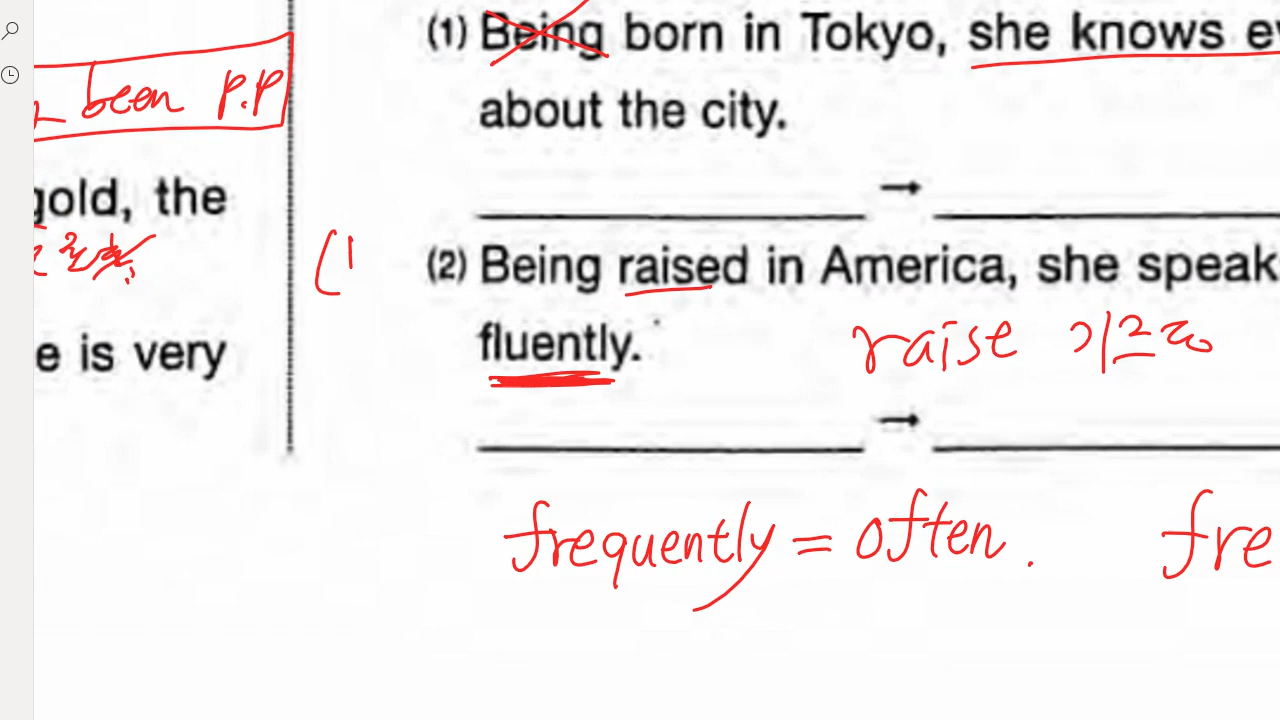 been P.P
gold, the
e is very
(1) Being born in Tokyo, she knows ev
about the city.
→
(2) Being raised in America, she speak
fluently.
raise 기르다
→
frequently = often.
fre